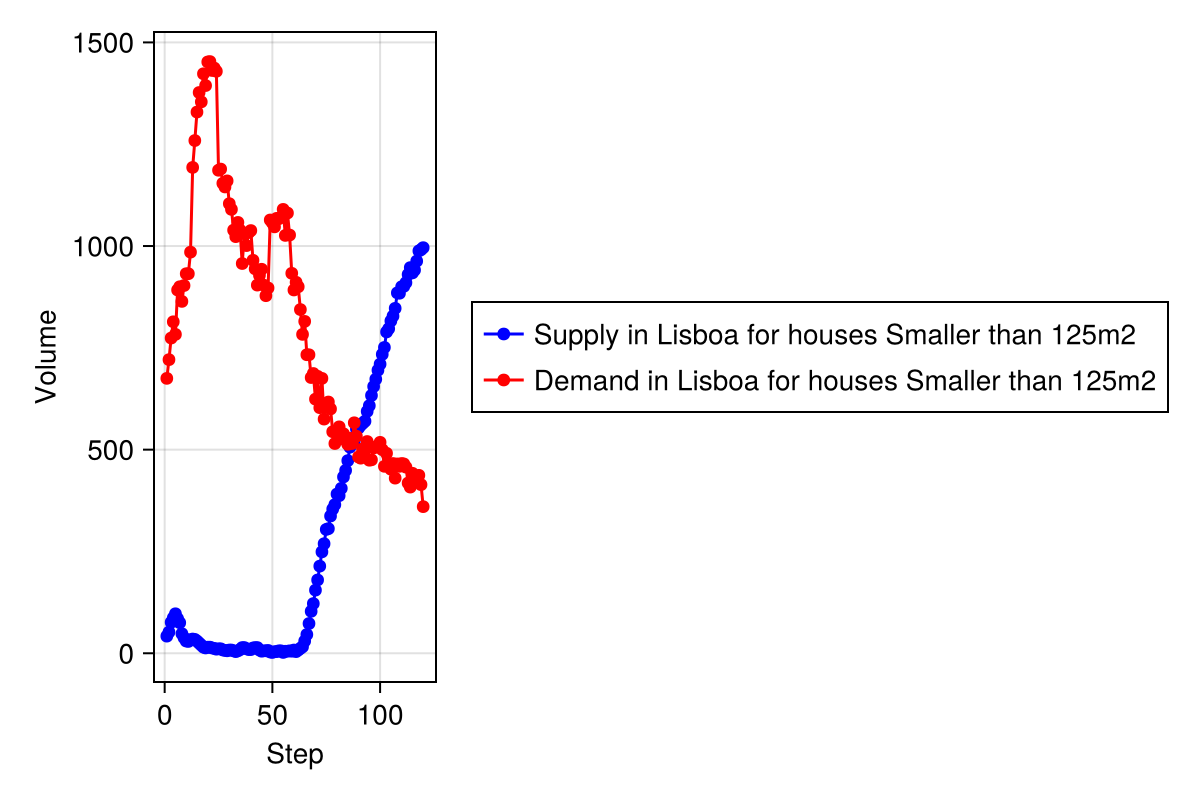 1500
1000
500
0
Volume
0 50 100
Step
Supply in Lisboa for houses Smaller than 125m2
Demand in Lisboa for houses Smaller than 125m2